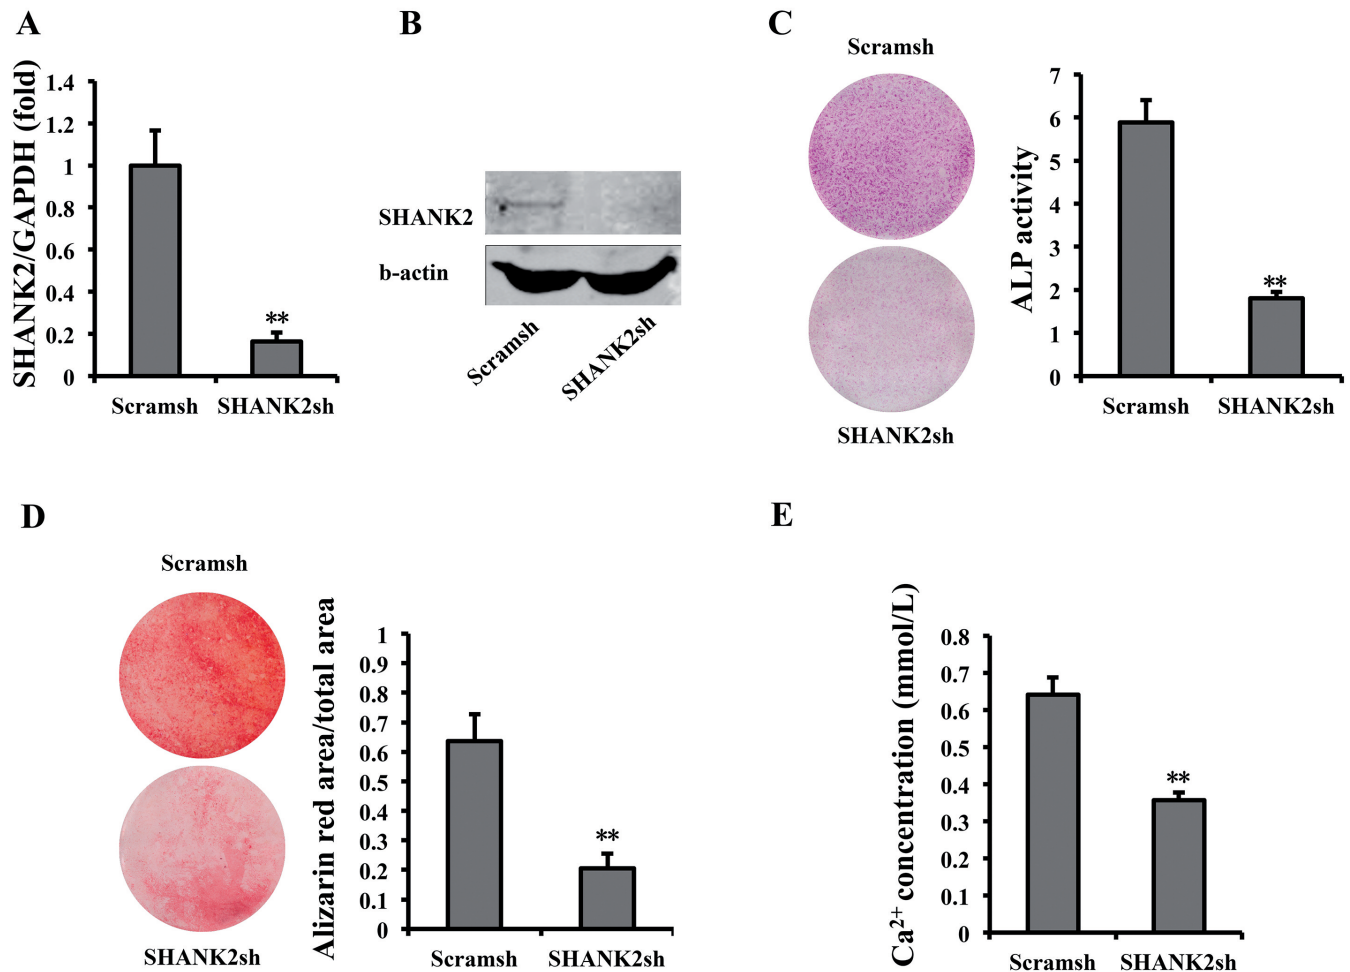 A
SHANK2/GAPDH (fold)
1.4
1.2
1
0.8
0.6
0.4
0.2
0
**
Scramsh SHANK2sh
B
SHANK2
b-actin
Scramsh SHANK2sh
C
Scramsh
SHANK2sh
ALP activity
7
6
5
4
3
2
1
0
**
Scramsh SHANK2sh
D
Scramsh
SHANK2sh
Alizarin red area/total area
1
0.9
0.8
0.7
0.6
0.5
0.4
0.3
0.2
0.1
0
**
Scramsh SHANK2sh
E
Ca²⁺ concentration (mmol/L)
0.8
0.7
0.6
0.5
0.4
0.3
0.2
0.1
0
**
Scramsh SHANK2sh